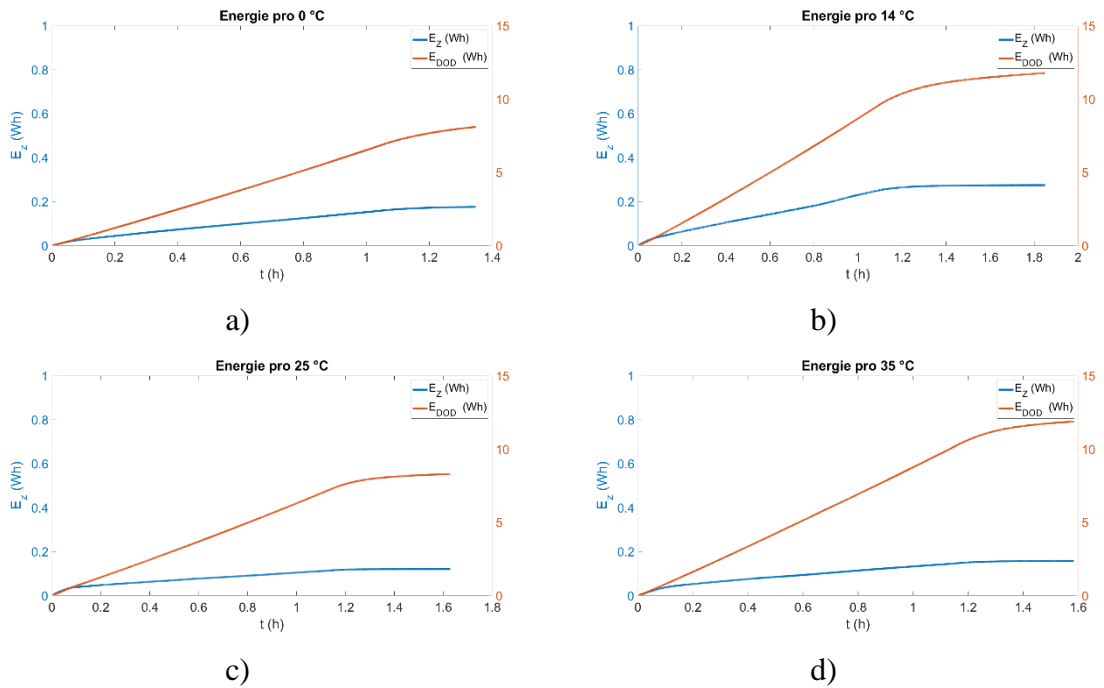 Energie pro 0 °C
E_Z (Wh)
E_DOD (Wh)
E_z (Wh)
1
0.8
0.6
0.4
0.2
0
15
10
5
0
0 0.2 0.4 0.6 0.8 1 1.2 1.4
t (h)
a)
Energie pro 14 °C
E_Z (Wh)
E_DOD (Wh)
E_z (Wh)
1
0.8
0.6
0.4
0.2
0
15
10
5
0
0 0.2 0.4 0.6 0.8 1 1.2 1.4 1.6 1.8 2
t (h)
b)
Energie pro 25 °C
E_Z (Wh)
E_DOD (Wh)
E_z (Wh)
1
0.8
0.6
0.4
0.2
0
15
10
5
0
0 0.2 0.4 0.6 0.8 1 1.2 1.4 1.6 1.8
t (h)
c)
Energie pro 35 °C
E_Z (Wh)
E_DOD (Wh)
E_z (Wh)
1
0.8
0.6
0.4
0.2
0
15
10
5
0
0 0.2 0.4 0.6 0.8 1 1.2 1.4 1.6
t (h)
d)